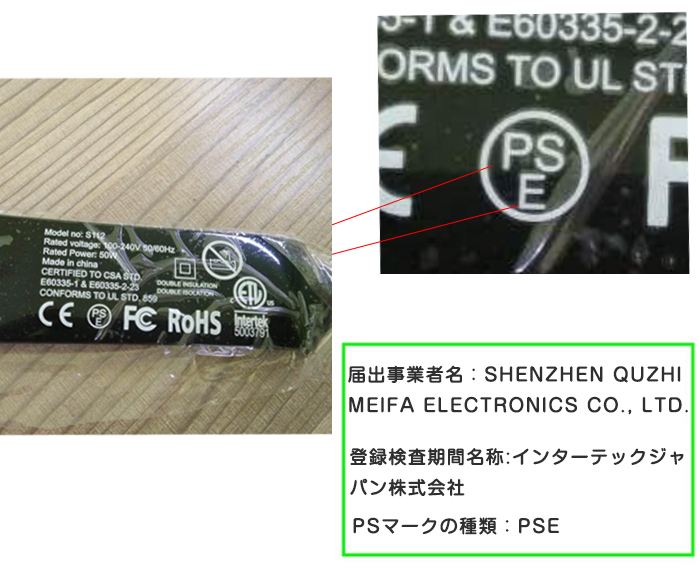 Model no: S112
Rated voltage: 100-240V 50/60Hz
Rated Power: 50W
Made in china
CERTIFIED TO CSA STD.
E60335-1 & E60335-2-23
CONFORMS TO UL STD. 859
DOUBLE INSULATION
DOUBLE ISOLATION
CE
PS
E
FC
RoHS
ETL
US
Intertek
5003791
5-1 & E60335-2-2
ORMS TO UL ST
PS
E
届出事業者名：SHENZHEN QUZHI
MEIFA ELECTRONICS CO., LTD.
登録検査期間名称:インターテックジャ
パン株式会社
PSマークの種類：PSE